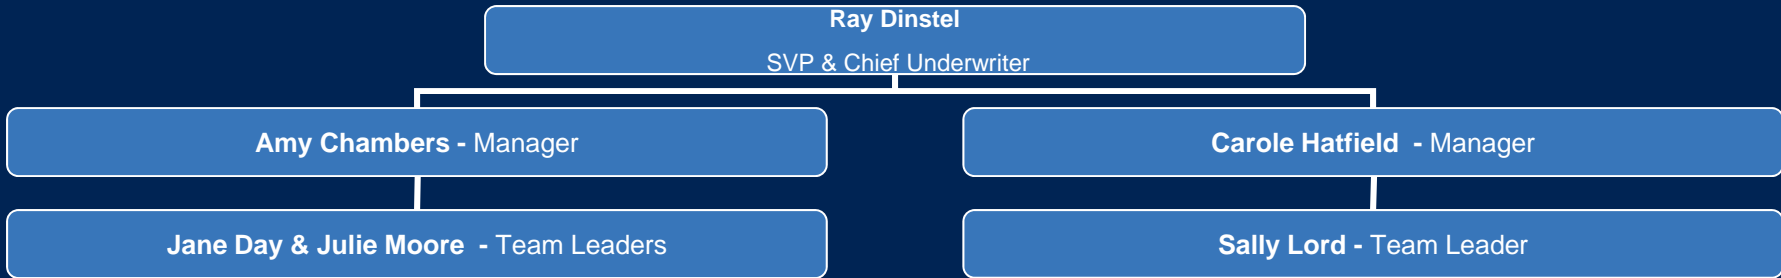 Ray Dinstel
SVP & Chief Underwriter
Amy Chambers - Manager
Carole Hatfield - Manager
Jane Day & Julie Moore - Team Leaders
Sally Lord - Team Leader